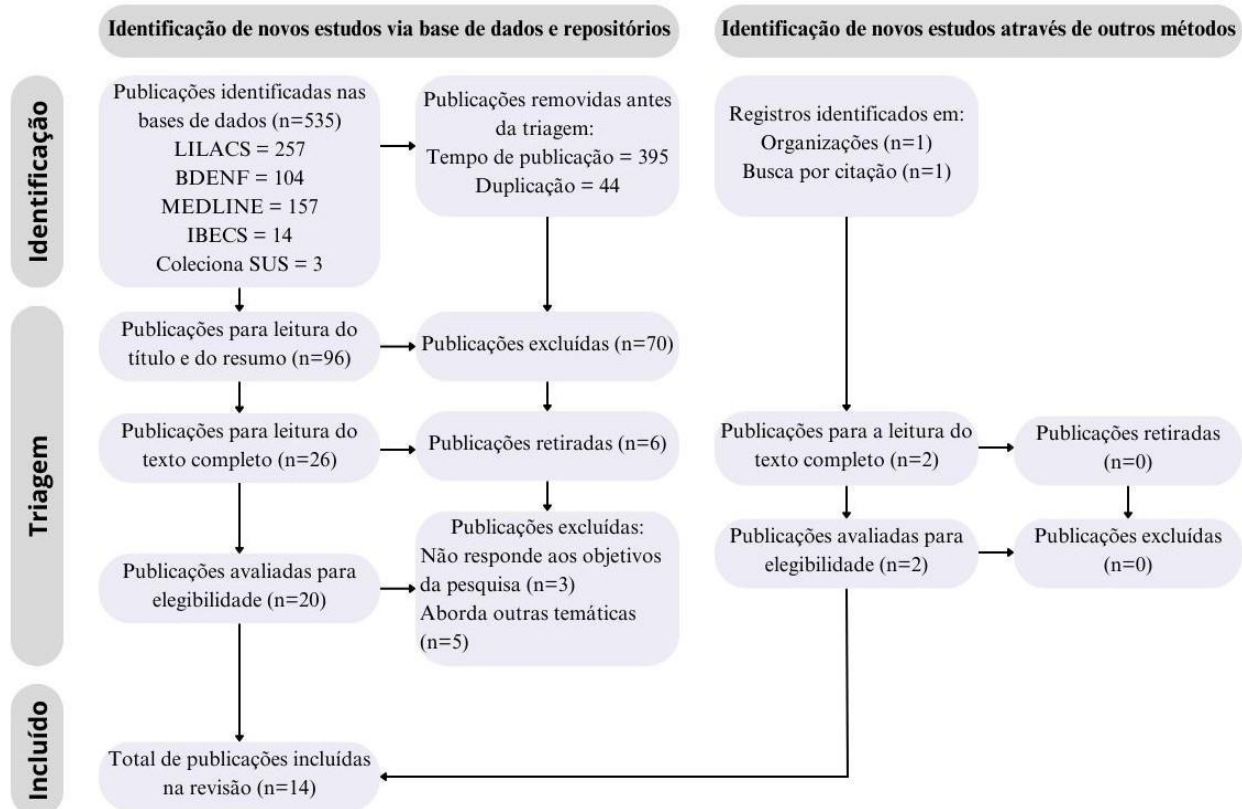 Identificação de novos estudos via base de dados e repositórios
Identificação de novos estudos através de outros métodos
Identificação
Publicações identificadas nas
bases de dados (n=535)
LILACS = 257
BDENF = 104
MEDLINE = 157
IBECS = 14
Coleciona SUS = 3
Publicações removidas antes
da triagem:
Tempo de publicação = 395
Duplicação = 44
Registros identificados em:
Organizações (n=1)
Busca por citação (n=1)
Triagem
Publicações para leitura do
título e do resumo (n=96)
Publicações excluídas (n=70)
Publicações para leitura do
texto completo (n=26)
Publicações retiradas (n=6)
Publicações para a leitura do
texto completo (n=2)
Publicações retiradas
(n=0)
Publicações avaliadas para
elegibilidade (n=20)
Publicações excluídas:
Não responde aos objetivos
da pesquisa (n=3)
Aborda outras temáticas
(n=5)
Publicações avaliadas para
elegibilidade (n=2)
Publicações excluídas
(n=0)
Incluído
Total de publicações incluídas
na revisão (n=14)